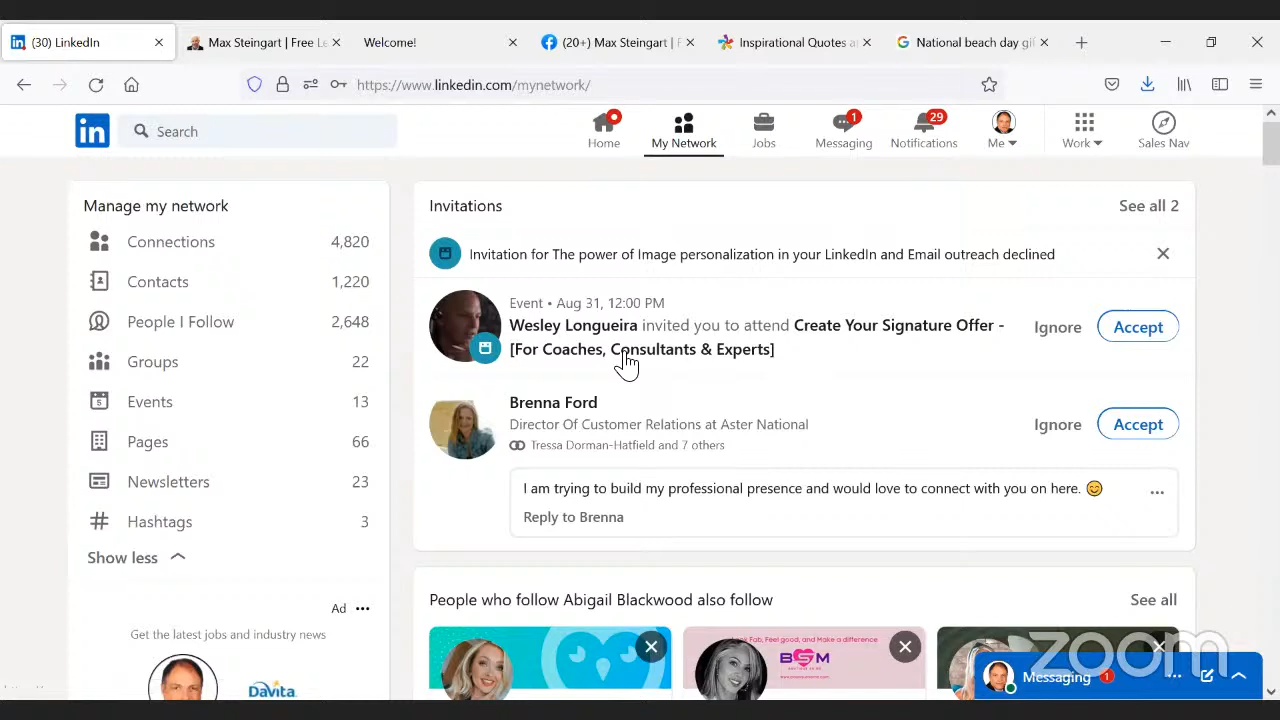 (30) LinkedIn
Max Steingart | Free Le
Welcome!
(20+) Max Steingart | F
Inspirational Quotes a
National beach day gif
https://www.linkedin.com/mynetwork/
in
Search
Home
My Network
Jobs
1
Messaging
29
Notifications
Me
Work
Sales Nav
Manage my network
Connections 4,820
Contacts 1,220
People I Follow 2,648
Groups 22
Events 13
Pages 66
Newsletters 23
Hashtags 3
Show less
Ad
Get the latest jobs and industry news
DaVita
Invitations
See all 2
Invitation for The power of Image personalization in your LinkedIn and Email outreach declined
Event • Aug 31, 12:00 PM
Wesley Longueira invited you to attend Create Your Signature Offer -
[For Coaches, Consultants & Experts]
Ignore
Accept
Brenna Ford
Director Of Customer Relations at Aster National
Tressa Dorman-Hatfield and 7 others
Ignore
Accept
I am trying to build my professional presence and would love to connect with you on here. 😊
Reply to Brenna
People who follow Abigail Blackwood also follow
See all
Feel good, and Make a difference
zoom
Messaging 1